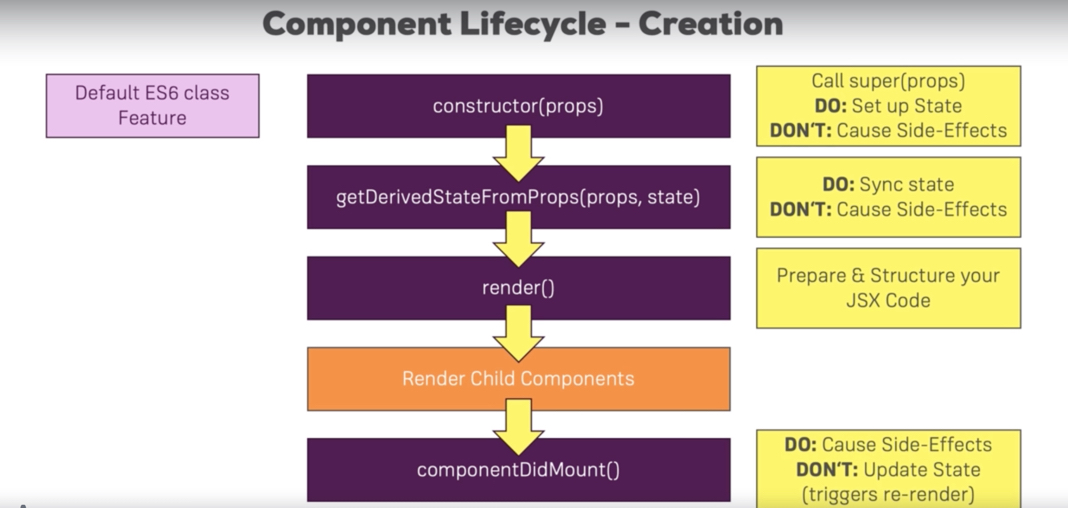 Component Lifecycle – Creation
Default ES6 class
Feature
constructor(props)
Call super(props)
DO: Set up State
DON'T: Cause Side-Effects
getDerivedStateFromProps(props, state)
DO: Sync state
DON'T: Cause Side-Effects
render()
Prepare & Structure your
JSX Code
Render Child Components
componentDidMount()
DO: Cause Side-Effects
DON'T: Update State
(triggers re-render)